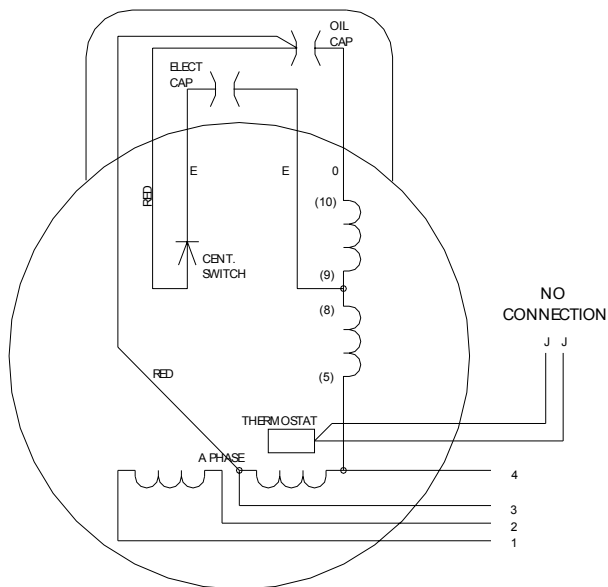 OIL
CAP
ELECT
CAP
RED
E
E
0
(10)
CENT.
SWITCH
(9)
(8)
(5)
NO
CONNECTION
J J
RED
THERMOSTAT
A PHASE
4
3
2
1